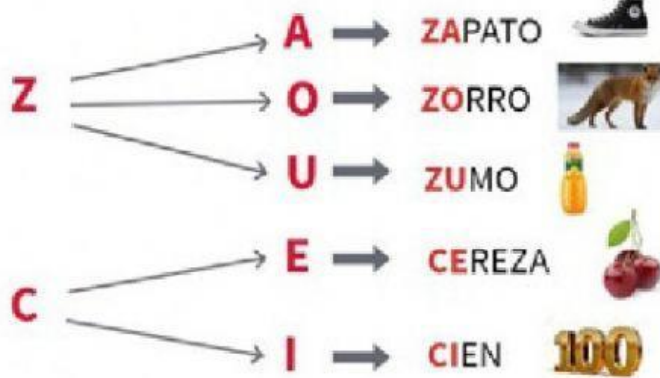 A ZAPATO
Z O ZORRO
U ZUMO
E CEREZA
C
I CIEN 100